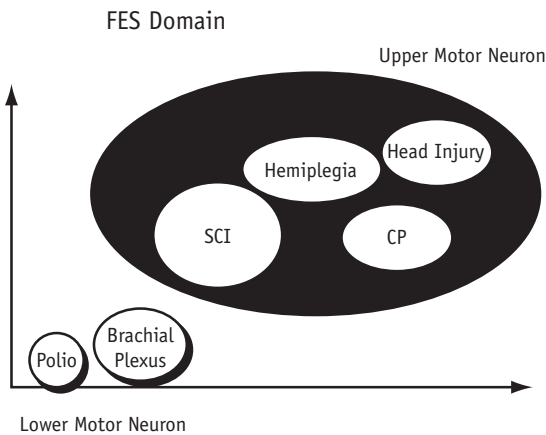 FES Domain
Upper Motor Neuron
Head Injury
Hemiplegia
SCI
CP
Brachial
Plexus
Polio
Lower Motor Neuron